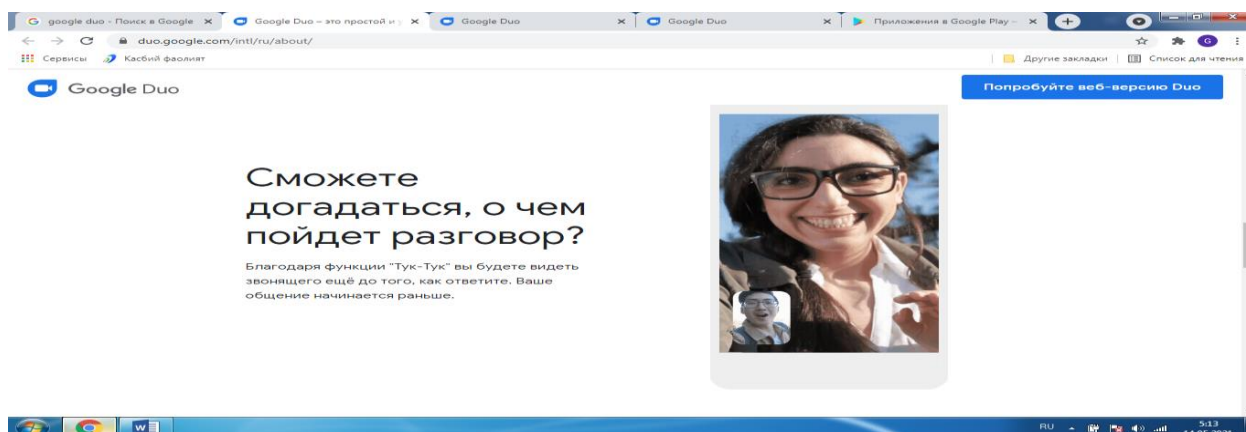 google duo - Поиск в Google
Google Duo – это простой и у
Google Duo
Google Duo
Приложения в Google Play –
duo.google.com/intl/ru/about/
G
Сервисы
Касбий фаолият
Другие закладки
Список для чтения
Google Duo
Попробуйте веб-версию Duo
Сможете
догадаться, о чем
пойдет разговор?
Благодаря функции "Тук-Тук" вы будете видеть
звонящего ещё до того, как ответите. Ваше
общение начинается раньше.
RU
5:13